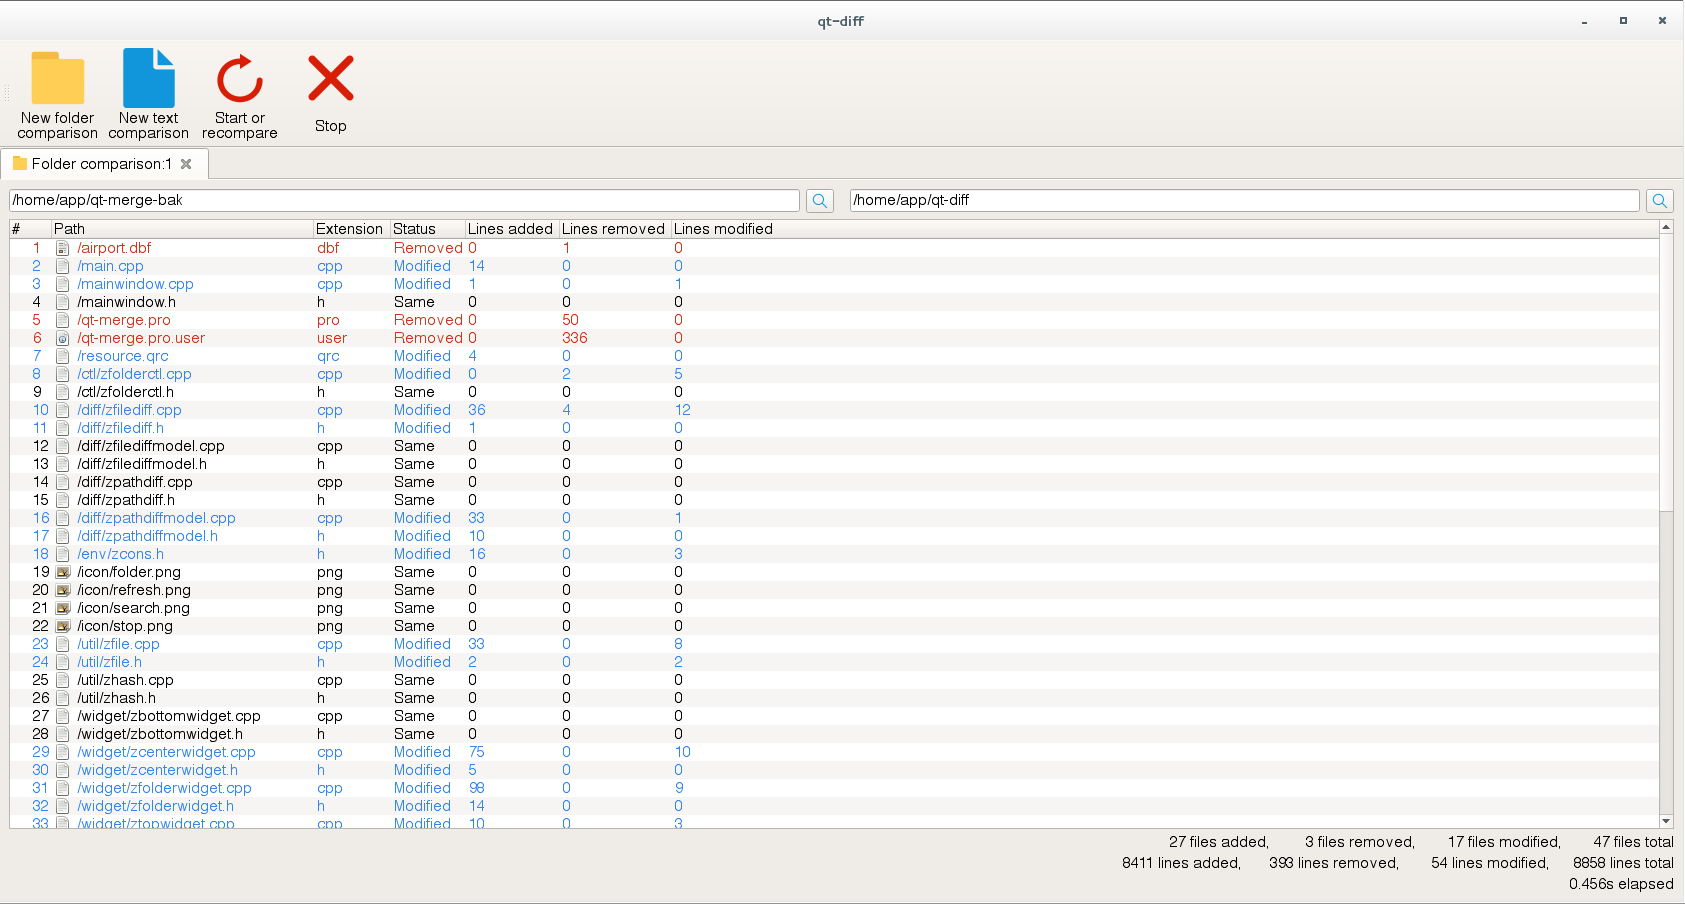 qt-diff
New folder comparison
New text comparison
Start or recompare
Stop
Folder comparison:1
/home/app/qt-merge-bak
/home/app/qt-diff
# Path Extension Status Lines added Lines removed Lines modified
1 /airport.dbf dbf Removed 0 1 0
2 /main.cpp cpp Modified 14 0 0
3 /mainwindow.cpp cpp Modified 1 0 1
4 /mainwindow.h h Same 0 0 0
5 /qt-merge.pro pro Removed 0 50 0
6 /qt-merge.pro.user user Removed 0 336 0
7 /resource.qrc qrc Modified 4 0 0
8 /ctl/zfolderctl.cpp cpp Modified 0 2 5
9 /ctl/zfolderctl.h h Same 0 0 0
10 /diff/zfilediff.cpp cpp Modified 36 4 12
11 /diff/zfilediff.h h Modified 1 0 0
12 /diff/zfilediffmodel.cpp cpp Same 0 0 0
13 /diff/zfilediffmodel.h h Same 0 0 0
14 /diff/zpathdiff.cpp cpp Same 0 0 0
15 /diff/zpathdiff.h h Same 0 0 0
16 /diff/zpathdiffmodel.cpp cpp Modified 33 0 1
17 /diff/zpathdiffmodel.h h Modified 10 0 0
18 /env/zcons.h h Modified 16 0 3
19 /icon/folder.png png Same 0 0 0
20 /icon/refresh.png png Same 0 0 0
21 /icon/search.png png Same 0 0 0
22 /icon/stop.png png Same 0 0 0
23 /util/zfile.cpp cpp Modified 33 0 8
24 /util/zfile.h h Modified 2 0 2
25 /util/zhash.cpp cpp Same 0 0 0
26 /util/zhash.h h Same 0 0 0
27 /widget/zbottomwidget.cpp cpp Same 0 0 0
28 /widget/zbottomwidget.h h Same 0 0 0
29 /widget/zcenterwidget.cpp cpp Modified 75 0 10
30 /widget/zcenterwidget.h h Modified 5 0 0
31 /widget/zfolderwidget.cpp cpp Modified 98 0 9
32 /widget/zfolderwidget.h h Modified 14 0 0
33 /widget/ztopwidget.cpp cpp Modified 10 0 3
27 files added, 3 files removed, 17 files modified, 47 files total
8411 lines added, 393 lines removed, 54 lines modified, 8858 lines total
0.456s elapsed